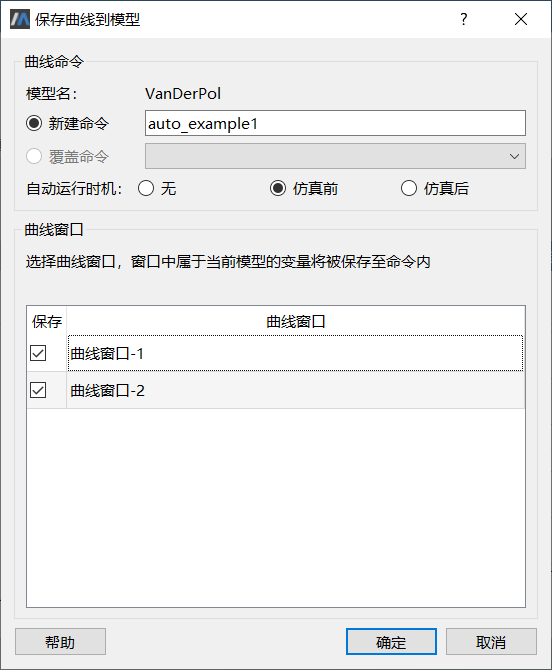 保存曲线到模型
?
曲线命令
模型名： VanDerPol
新建命令 auto_example1
覆盖命令
自动运行时机： 无 仿真前 仿真后
曲线窗口
选择曲线窗口，窗口中属于当前模型的变量将被保存至命令内
保存 曲线窗口
曲线窗口-1
曲线窗口-2
帮助 确定 取消